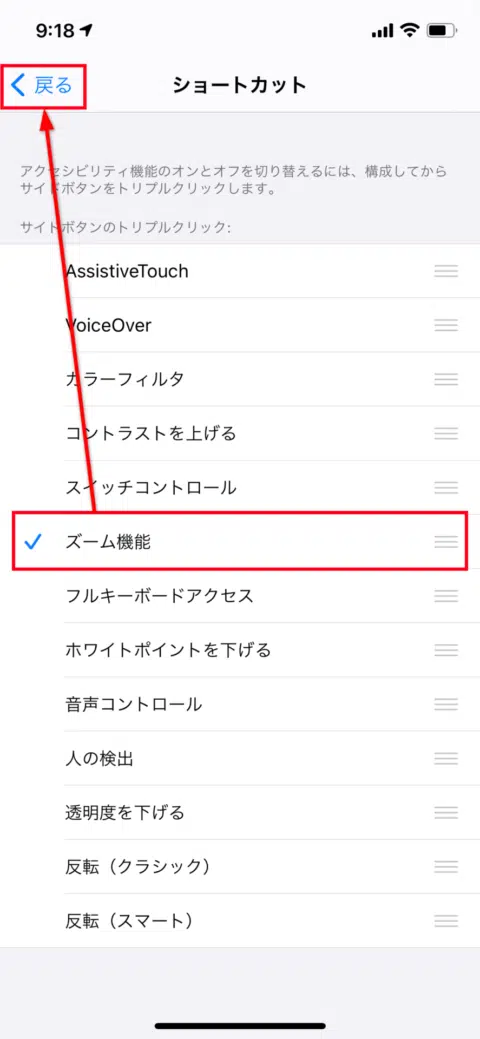 9:18
戻る
ショートカット
アクセシビリティ機能のオンとオフを切り替えるには、構成してから
サイドボタンをトリプルクリックします。
サイドボタンのトリプルクリック:
AssistiveTouch
VoiceOver
カラーフィルタ
コントラストを上げる
スイッチコントロール
ズーム機能
フルキーボードアクセス
ホワイトポイントを下げる
音声コントロール
人の検出
透明度を下げる
反転（クラシック）
反転（スマート）